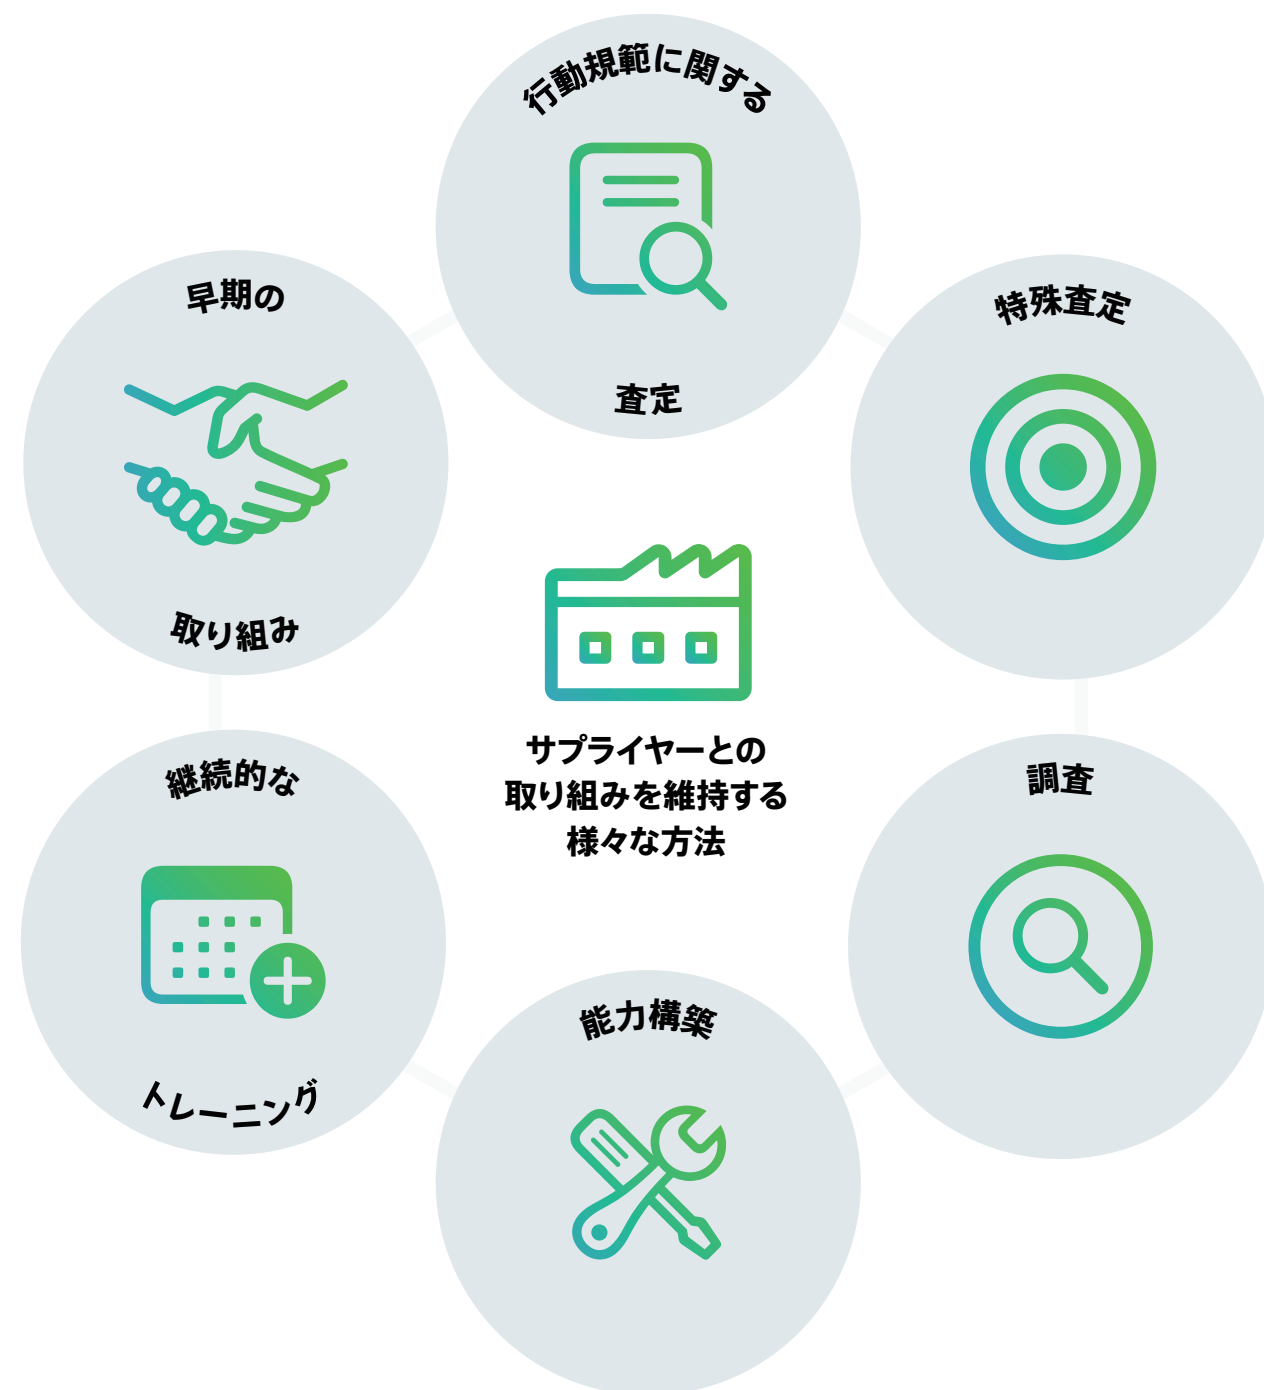 行動規範に関する
査定
早期の
取り組み
特殊査定
サプライヤーとの
取り組みを維持する
様々な方法
継続的な
トレーニング
調査
能力構築